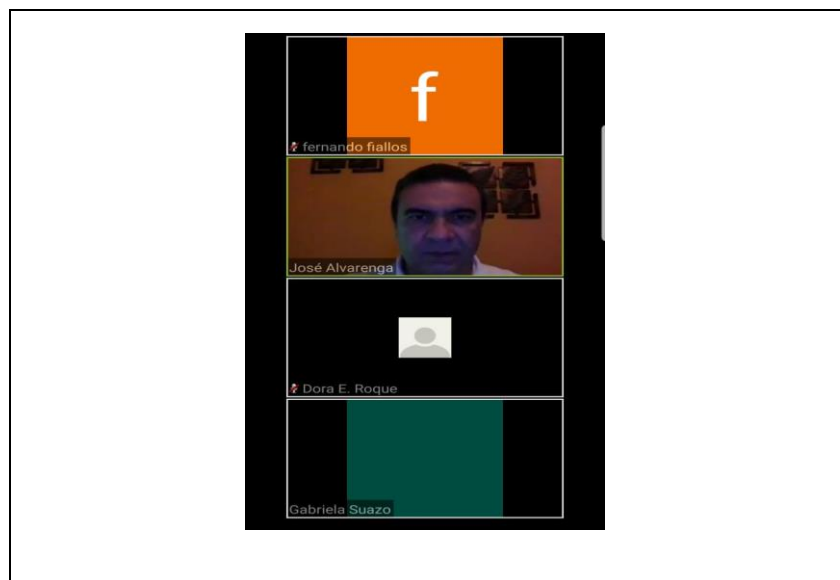 f
fernando fiallos
José Alvarenga
Dora E. Roque
Gabriela Suazo